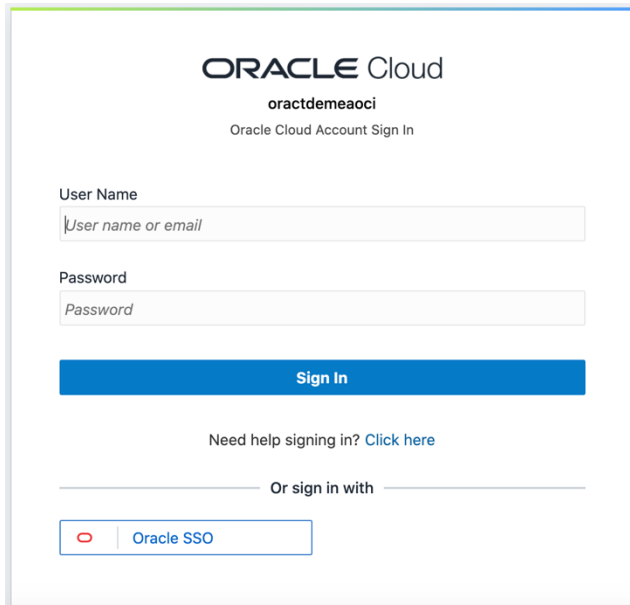 ORACLE Cloud
oractdemeaoci
Oracle Cloud Account Sign In
User Name
User name or email
Password
Password
Sign In
Need help signing in? Click here
Or sign in with
Oracle SSO